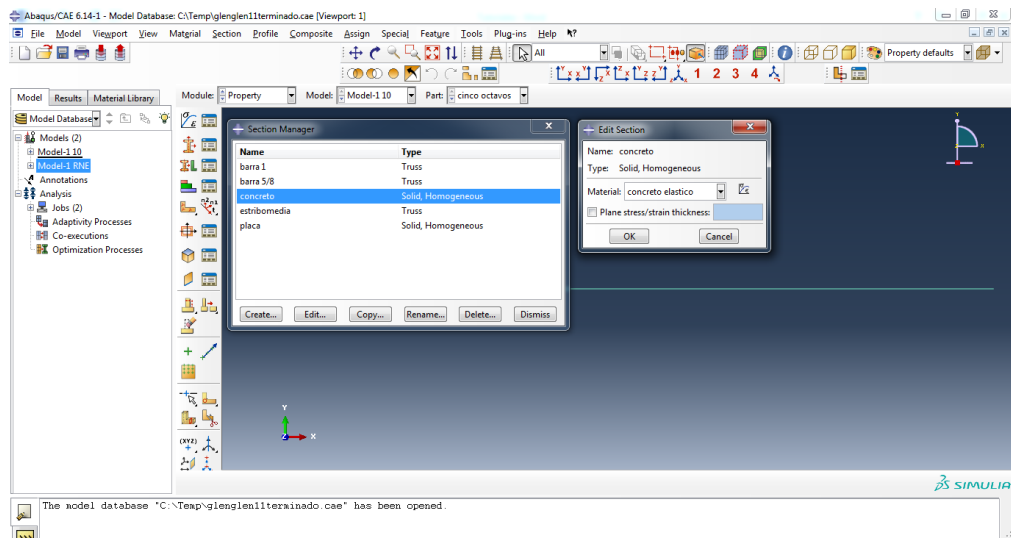 Abaqus/CAE 6.14-1 - Model Database: C:\Temp\glenglen11terminado.cae [Viewport: 1]
File Model Viewport View Material Section Profile Composite Assign Special Feature Tools Plug-ins Help
All
Property defaults
1 2 3 4
Model Results Material Library
Module: Property Model: Model-1 10 Part: cinco octavos
Model Database
Models (2)
Model-1 10
Model-1 RNE
Annotations
Analysis
Jobs (2)
Adaptivity Processes
Co-executions
Optimization Processes
Section Manager
Name Type
barra 1 Truss
barra 5/8 Truss
concreto Solid, Homogeneous
estribomedia Truss
placa Solid, Homogeneous
Create... Edit... Copy... Rename... Delete... Dismiss
Edit Section
Name: concreto
Type: Solid, Homogeneous
Material: concreto elastico
Plane stress/strain thickness:
OK Cancel
Y
X
Y
Z X
SIMULIA
The model database "C:\Temp\glenglen11terminado.cae" has been opened.